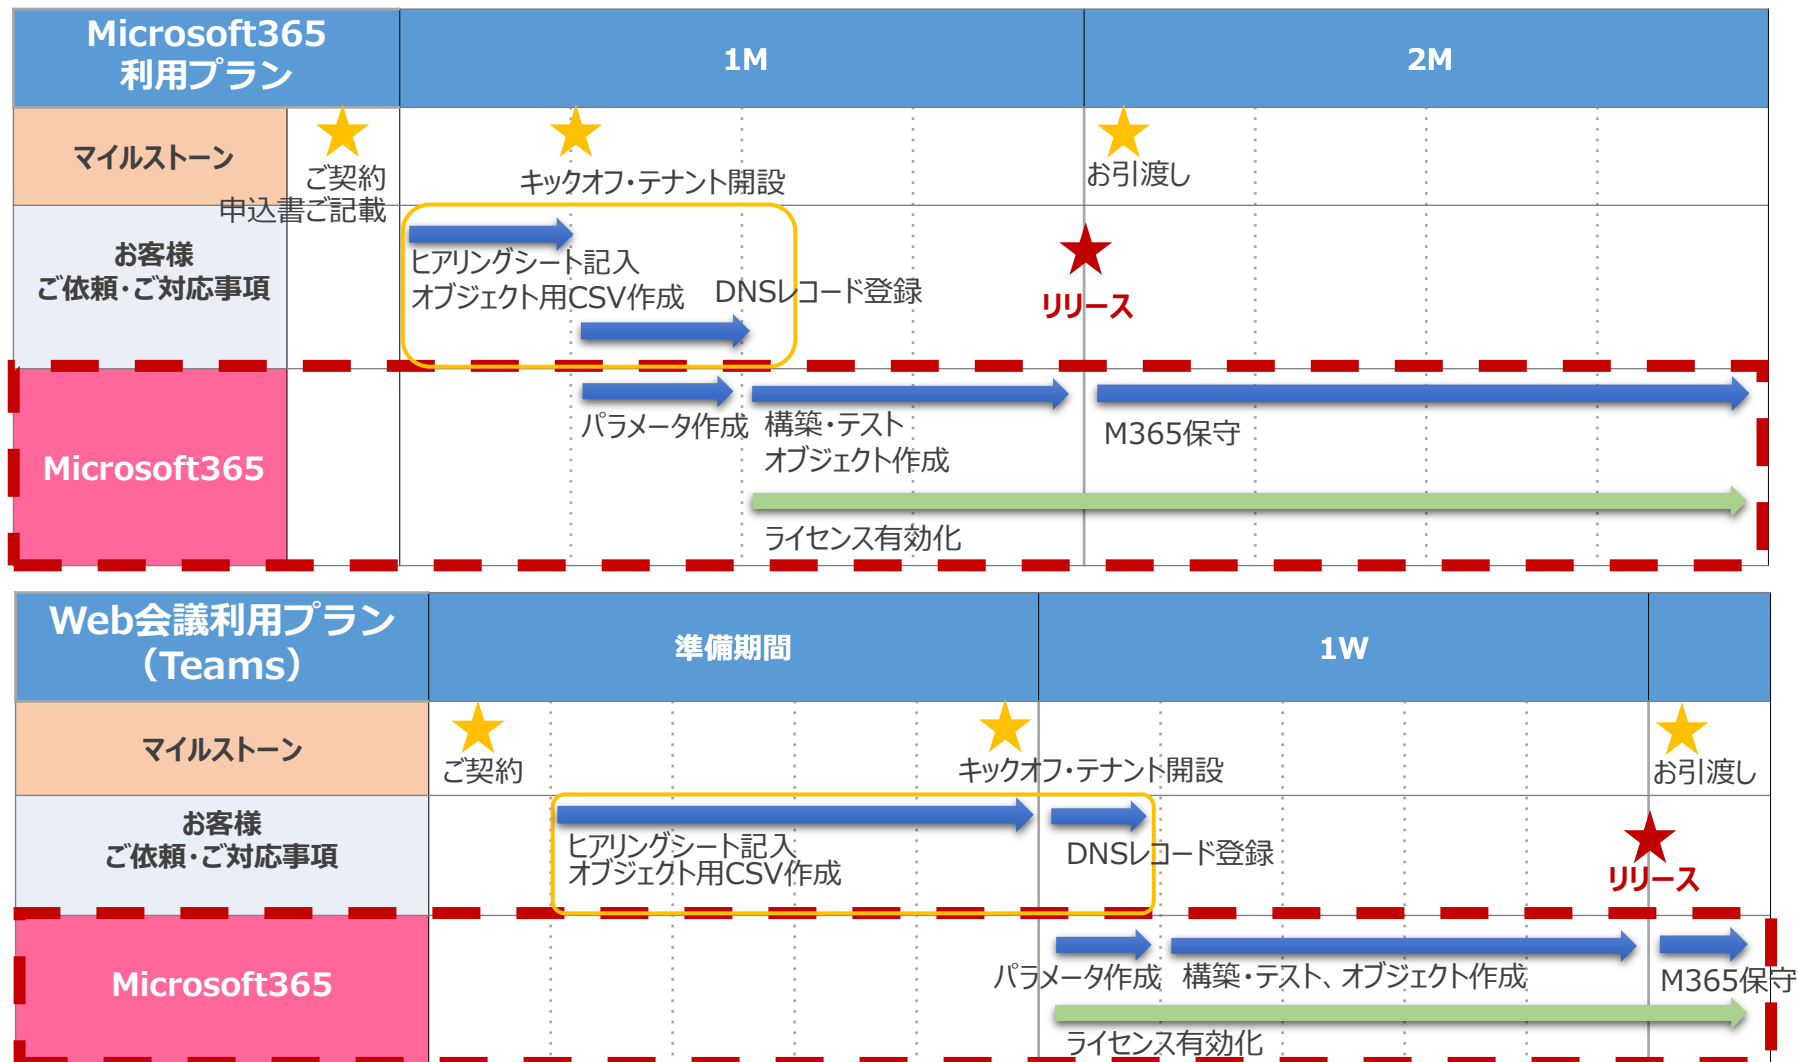 Microsoft365
利用プラン
1M
2M
マイルストーン
ご契約
申込書ご記載
キックオフ・テナント開設
お引渡し
お客様
ご依頼・ご対応事項
ヒアリングシート記入
オブジェクト用CSV作成
DNSレコード登録
リリース
Microsoft365
パラメータ作成
構築・テスト
オブジェクト作成
M365保守
ライセンス有効化
Web会議利用プラン
（Teams）
準備期間
1W
マイルストーン
ご契約
キックオフ・テナント開設
お引渡し
お客様
ご依頼・ご対応事項
ヒアリングシート記入
オブジェクト用CSV作成
DNSレコード登録
リリース
Microsoft365
パラメータ作成
構築・テスト、オブジェクト作成
M365保守
ライセンス有効化